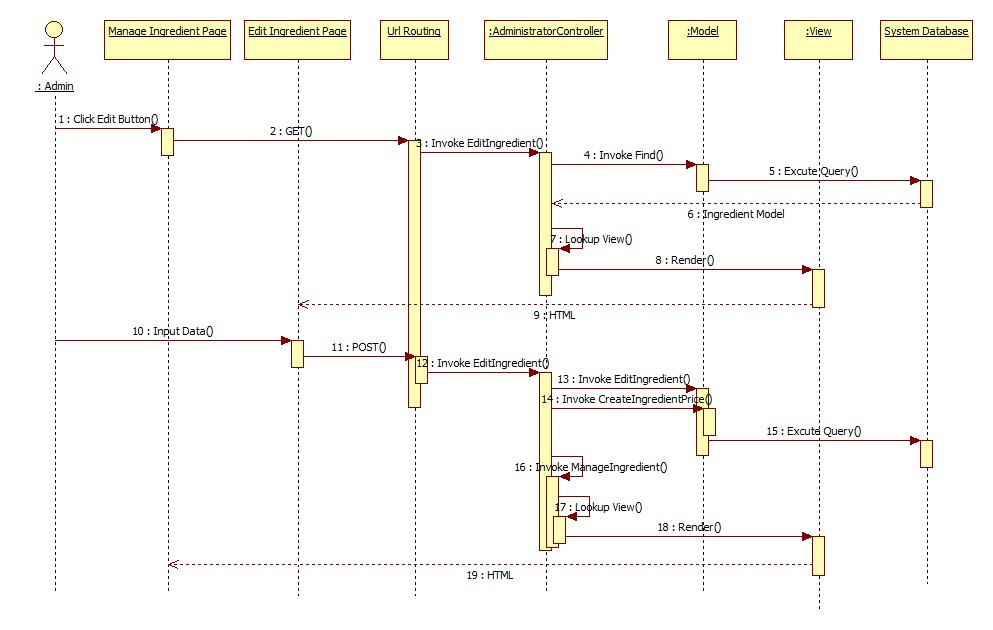 Manage Ingredient Page
Edit Ingredient Page
Url Routing
:AdministratorController
:Model
:View
System Database
: Admin
1 : Click Edit Button()
2 : GET()
3 : Invoke EditIngredient()
4 : Invoke Find()
5 : Excute Query()
6 : Ingredient Model
7 : Lookup View()
8 : Render()
9 : HTML
10 : Input Data()
11 : POST()
12 : Invoke EditIngredient()
13 : Invoke EditIngredient()
14 : Invoke CreateIngredientPrice()
15 : Excute Query()
16 : Invoke ManageIngredient()
17 : Lookup View()
18 : Render()
19 : HTML